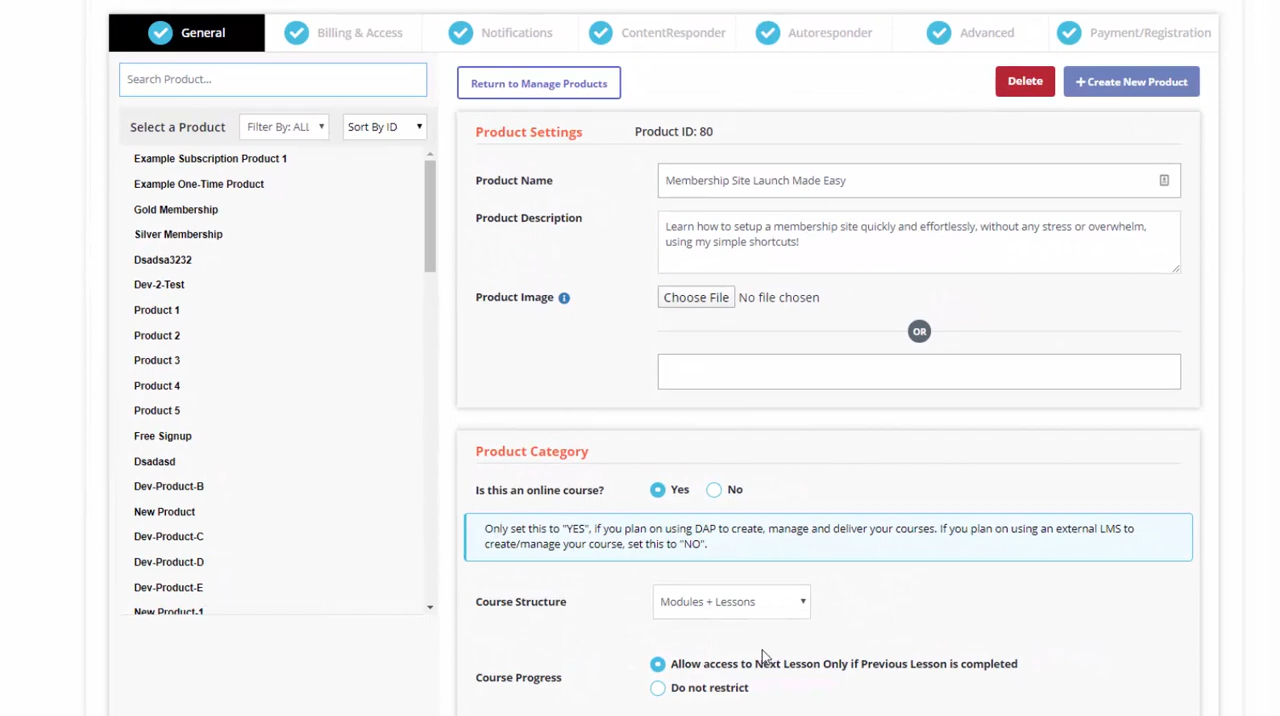 General
Billing & Access
Notifications
ContentResponder
Autoresponder
Advanced
Payment/Registration
Search Product...
Return to Manage Products
Delete
+ Create New Product
Select a Product
Filter By: ALL
Sort By ID
Example Subscription Product 1
Example One-Time Product
Gold Membership
Silver Membership
Dsadsa3232
Dev-2-Test
Product 1
Product 2
Product 3
Product 4
Product 5
Free Signup
Dsadasd
Dev-Product-B
New Product
Dev-Product-C
Dev-Product-D
Dev-Product-E
New Product-1
Product Settings
Product ID: 80
Product Name
Membership Site Launch Made Easy
Product Description
Learn how to setup a membership site quickly and effortlessly, without any stress or overwhelm,
using my simple shortcuts!
Product Image
Choose File No file chosen
OR
Product Category
Is this an online course?
Yes
No
Only set this to "YES", if you plan on using DAP to create, manage and deliver your courses. If you plan on using an external LMS to
create/manage your course, set this to "NO".
Course Structure
Modules + Lessons
Course Progress
Allow access to Next Lesson Only if Previous Lesson is completed
Do not restrict